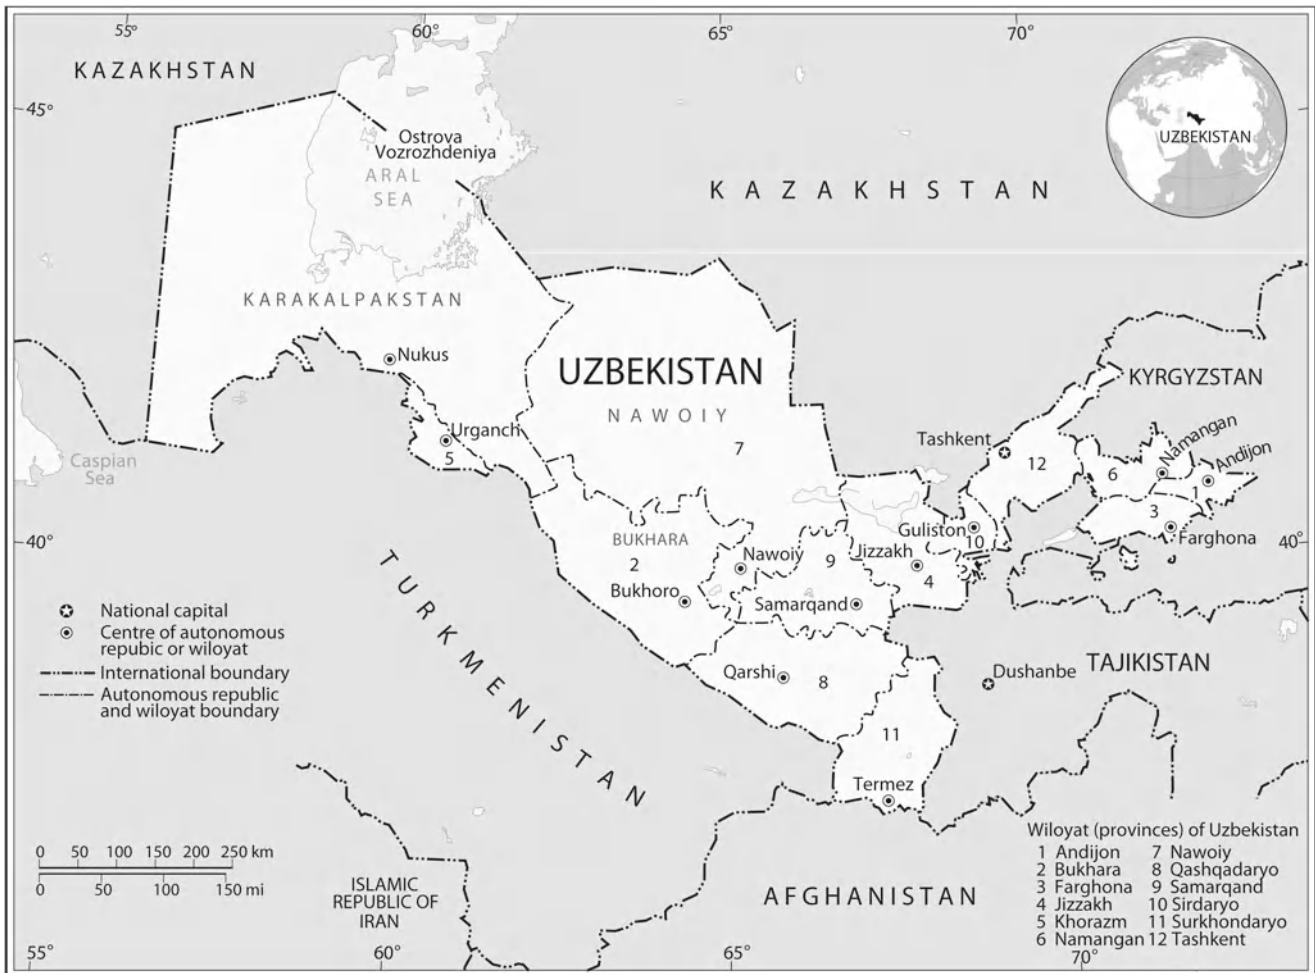 55°
60°
65°
70°
KAZAKHSTAN
45°
45°
Ostrova
Vozrozhdeniya
ARAL
SEA
UZBEKISTAN
KAZAKHSTAN
KARAKALPAKSTAN
Nukus
UZBEKISTAN
NAWOIY
7
KYRGYZSTAN
Urganch
5
Caspian
Sea
Tashkent
12
Namangan
Andijon
6
1
3
Farghona
Guliston
10
40°
40°
BUKHARA
2
Bukhoro
Nawoiy
9
Jizzakh
4
Samarqand
TURKMENISTAN
National capital
Centre of autonomous
repubic or wiloyat
International boundary
Autonomous republic
and wiloyat boundary
Qarshi
8
Dushanbe
TAJIKISTAN
11
Termez
0 50 100 150 200 250 km
0 50 100 150 mi
ISLAMIC
REPUBLIC OF
IRAN
AFGHANISTAN
Wiloyat (provinces) of Uzbekistan
1 Andijon 7 Nawoiy
2 Bukhara 8 Qashqadaryo
3 Farghona 9 Samarqand
4 Jizzakh 10 Sirdaryo
5 Khorazm 11 Surkhondaryo
6 Namangan 12 Tashkent
55°
60°
65°
70°